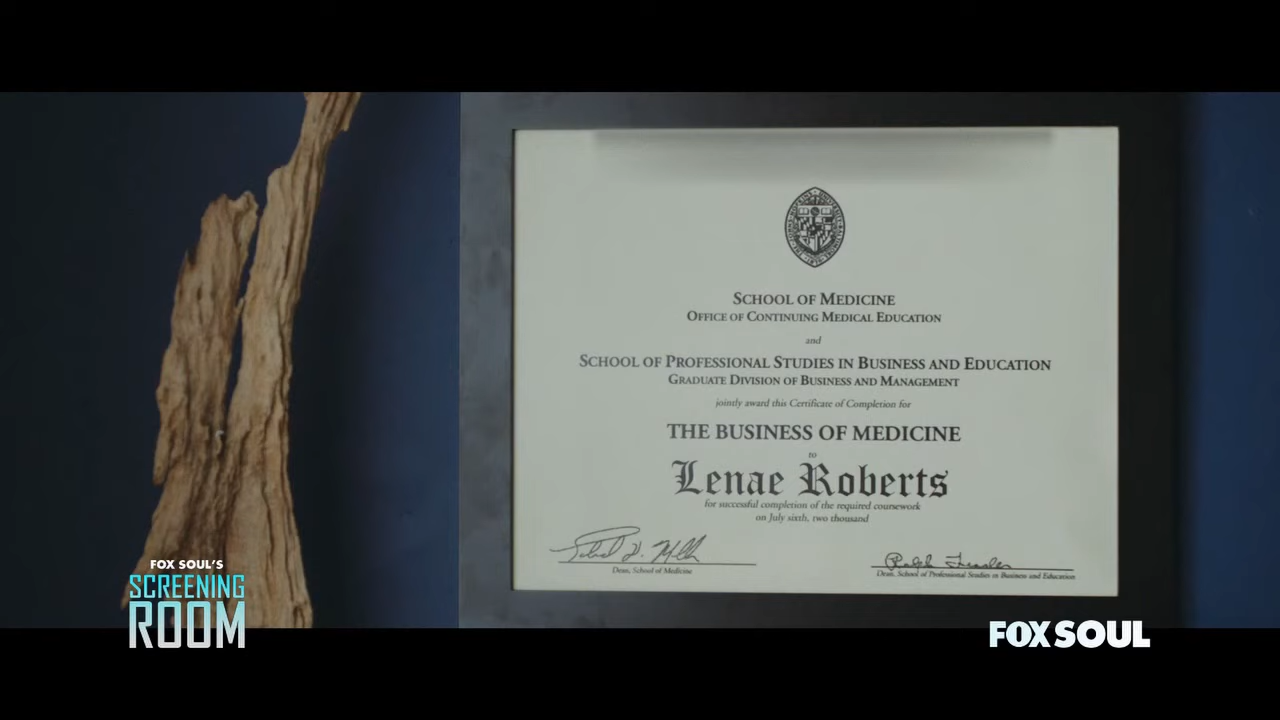 SCHOOL OF MEDICINE
OFFICE OF CONTINUING MEDICAL EDUCATION
and
SCHOOL OF PROFESSIONAL STUDIES IN BUSINESS AND EDUCATION
GRADUATE DIVISION OF BUSINESS AND MANAGEMENT
jointly award this Certificate of Completion for
THE BUSINESS OF MEDICINE
to
Lenae Roberts
for successful completion of the required coursework
on July sixth, two thousand
Dean, School of Medicine
Ralph
Dean, School of Professional Studies in Business and Education
FOX SOUL'S
SCREENING
ROOM
FOX SOUL